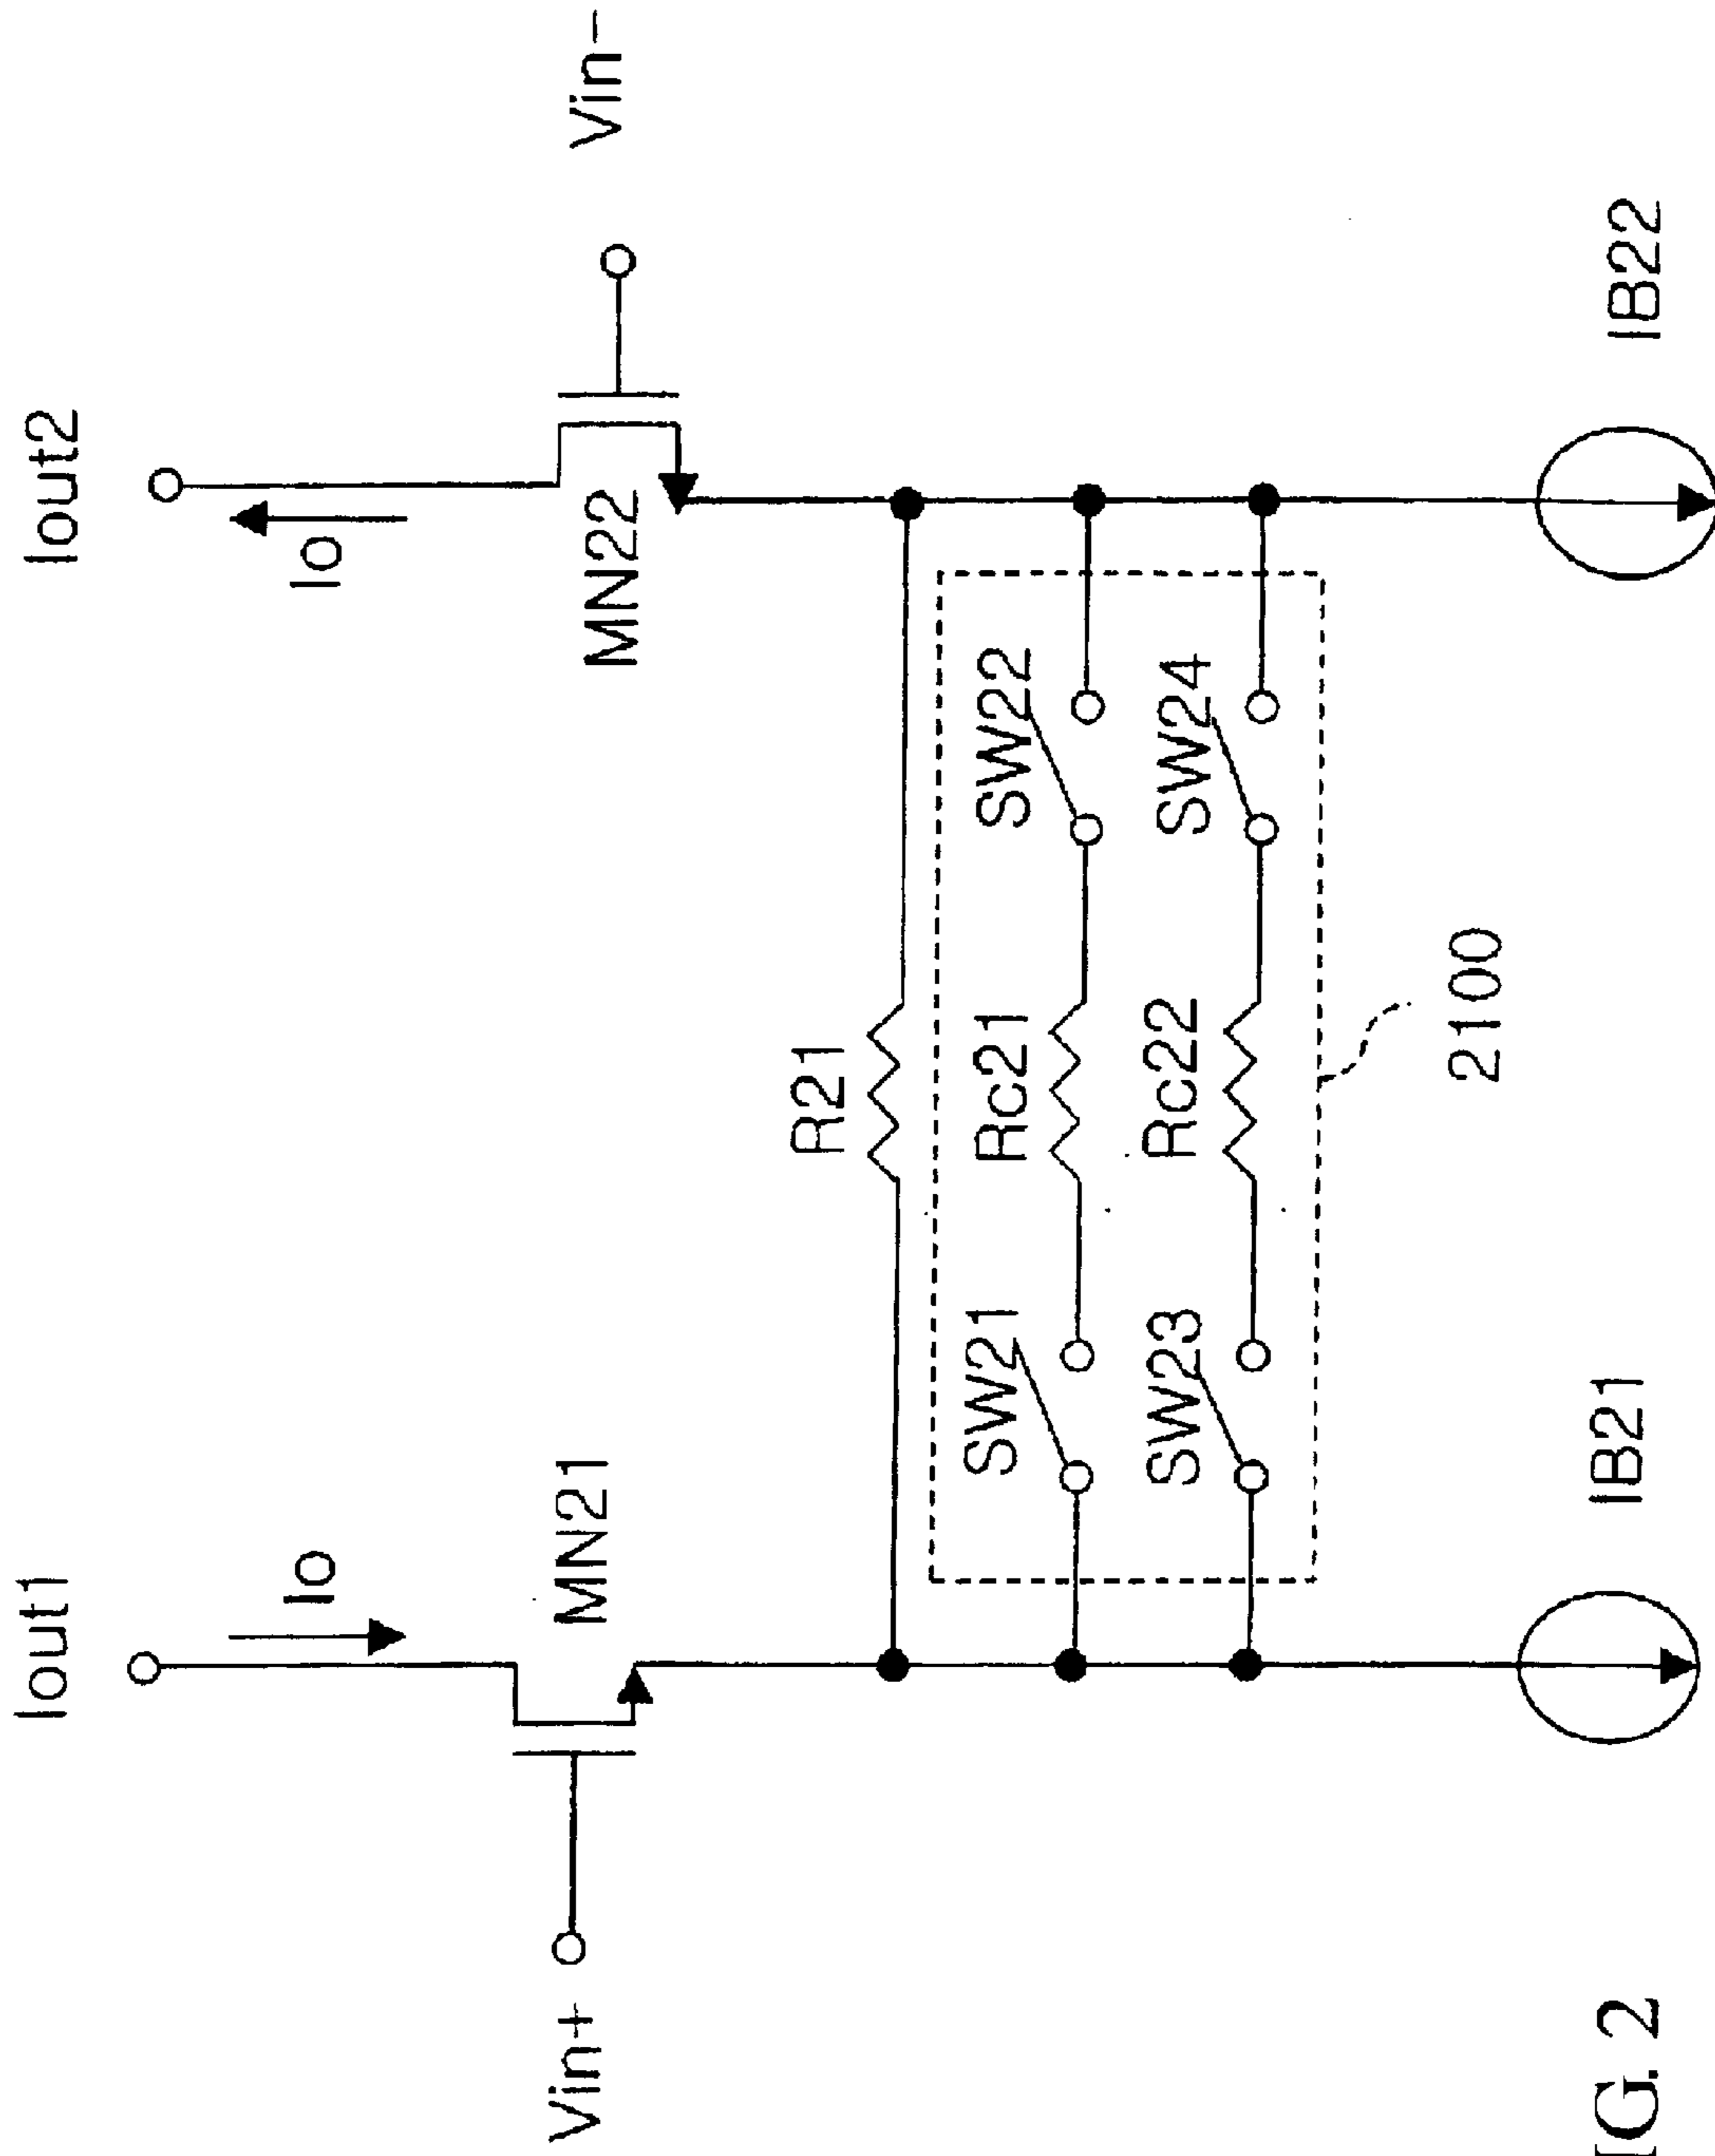 Iout1
Iout2
Io
Io
Vin+
MN21
MN22
Vin−
R21
SW21
Rc21
SW22
SW23
Rc22
SW24
2100
IB21
IB22
IG. 2